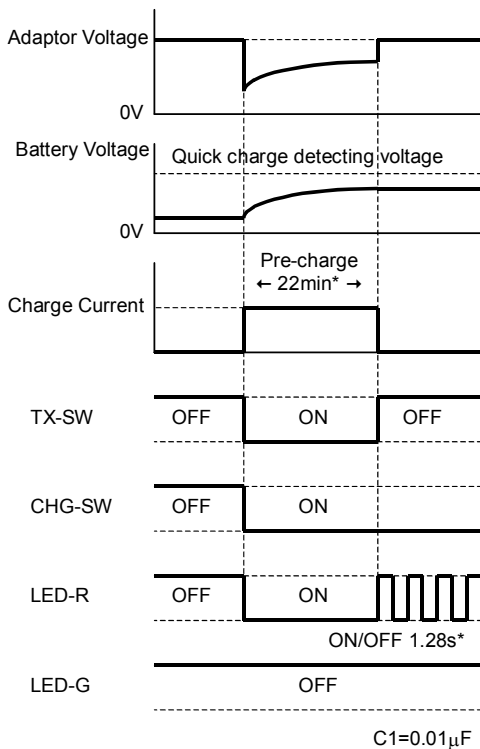 Adaptor Voltage
0V
Battery Voltage
Quick charge detecting voltage
0V
Pre-charge
← 22min* →
Charge Current
TX-SW OFF ON OFF
CHG-SW OFF ON
LED-R OFF ON
ON/OFF 1.28s*
LED-G OFF
C1=0.01µF